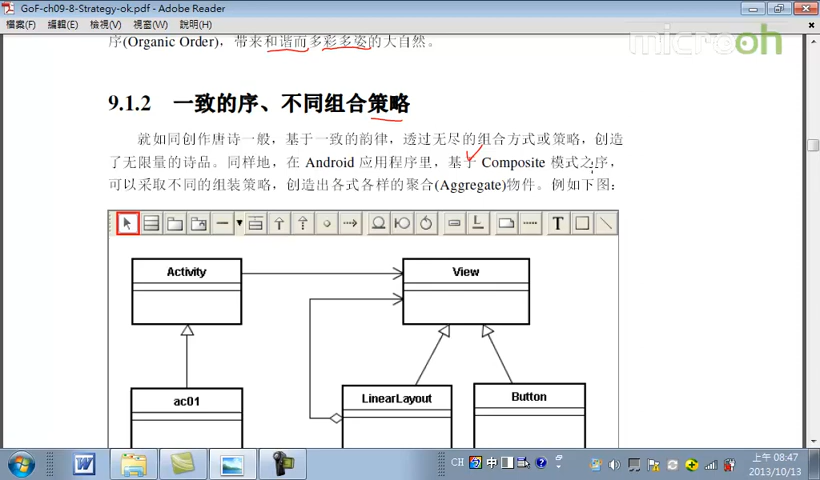 GoF-ch09-8-Strategy-ok.pdf - Adobe Reader
檔案(F) 編輯(E) 檢視(V) 視窗(W) 說明(H)
microoh
序(Organic Order)，带来和谐而多彩多姿的大自然。
9.1.2 一致的序、不同组合策略
就如同创作唐诗一般，基于一致的韵律，透过无尽的组合方式或策略，创造
了无限量的诗品。同样地，在 Android 应用程序里，基于 Composite 模式之序，
可以采取不同的组装策略，创造出各式各样的聚合(Aggregate)物件。例如下图：
T
Activity
View
ac01
LinearLayout
Button
CH 中
上午 08:47
2013/10/13